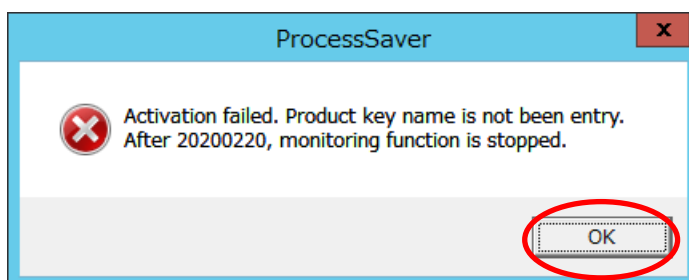 ProcessSaver
x
Activation failed. Product key name is not been entry.
After 20200220, monitoring function is stopped.
OK